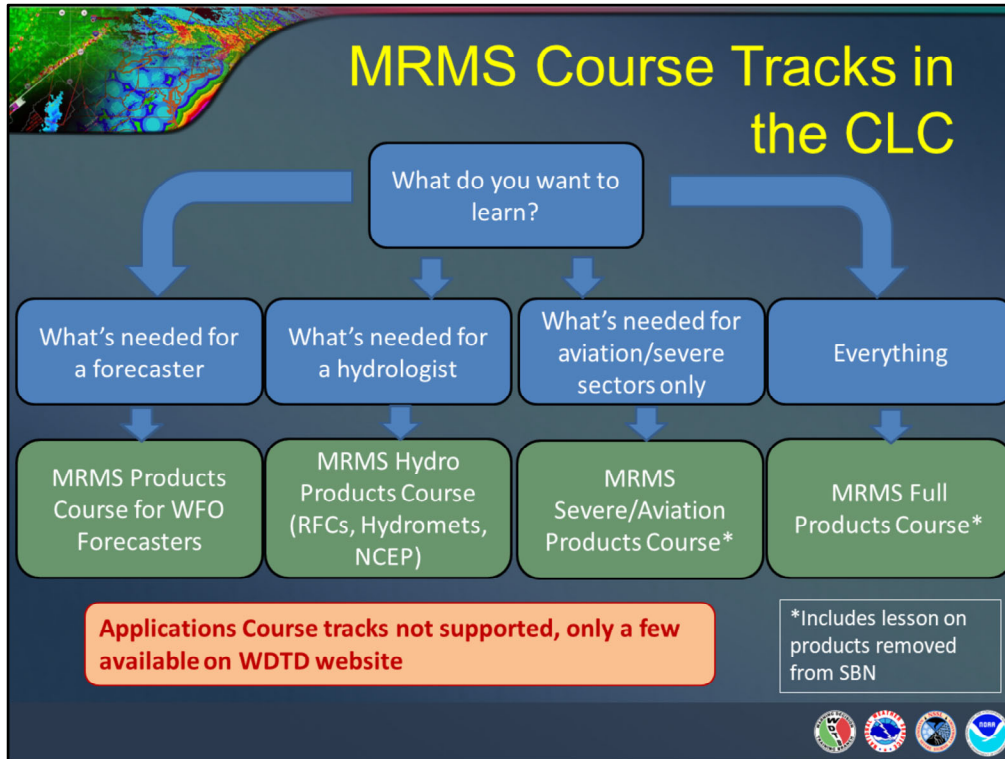 MRMS Course Tracks in
the CLC
What do you want to
learn?
What's needed for
a forecaster
What's needed for
a hydrologist
What's needed for
aviation/severe
sectors only
Everything
MRMS Products
Course for WFO
Forecasters
MRMS Hydro
Products Course
(RFCs, Hydromets,
NCEP)
MRMS
Severe/Aviation
Products Course*
MRMS Full
Products Course*
Applications Course tracks not supported, only a few
available on WDTD website
*Includes lesson on
products removed
from SBN
NOAA